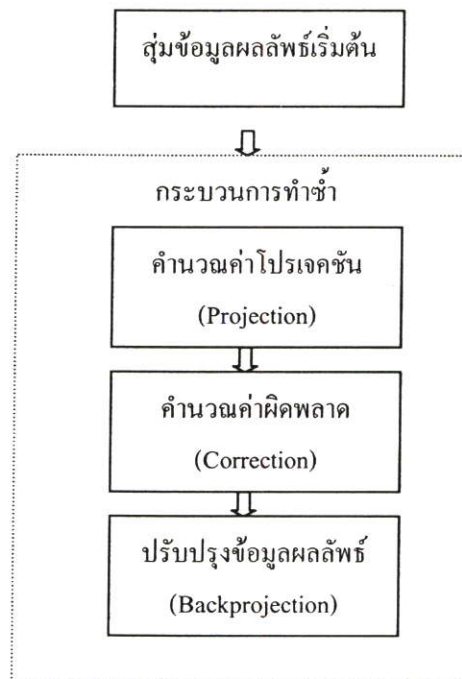 สุ่มข้อมูลผลลัพธ์เริ่มต้น
กระบวนการทำซ้ำ
คำนวณค่าโปรเจคชัน
(Projection)
คำนวณค่าผิดพลาด
(Correction)
ปรับปรุงข้อมูลผลลัพธ์
(Backprojection)